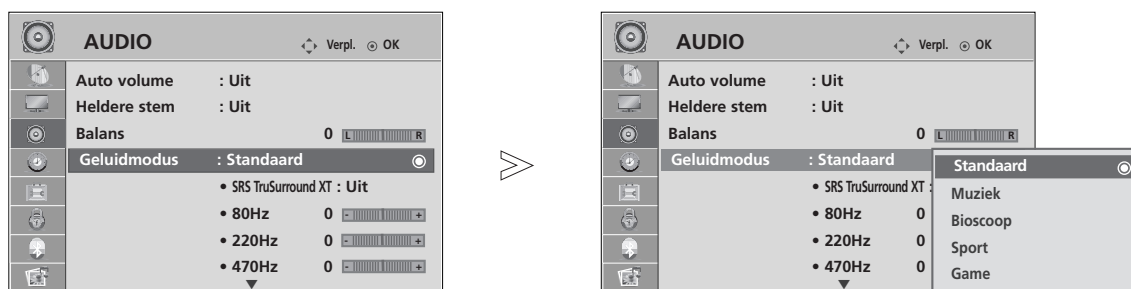 AUDIO
Verpl. OK
Auto volume : Uit
Heldere stem : Uit
Balans 0 L R
Geluidmodus : Standaard
• SRS TruSurround XT : Uit
• 80Hz 0 - +
• 220Hz 0 - +
• 470Hz 0 - +
AUDIO
Verpl. OK
Auto volume : Uit
Heldere stem : Uit
Balans 0 L R
Geluidmodus : Standaard
• SRS TruSurround XT :
• 80Hz 0
• 220Hz 0
• 470Hz 0
Standaard
Muziek
Bioscoop
Sport
Game